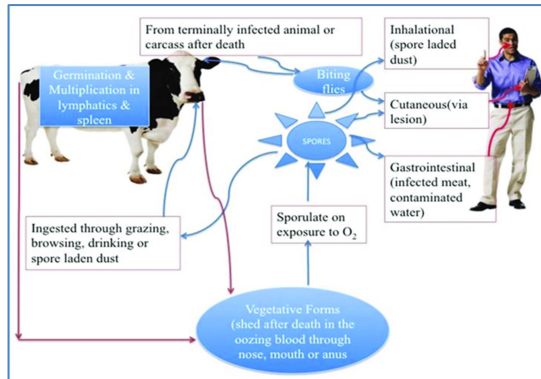 From terminally infected animal or
carcass after death
Inhalational
(spore laded
dust)
Germination &
Multiplication in
lymphatics &
spleen
Biting
flies
Cutaneous(via
lesion)
SPORES
Gastrointestinal
(infected meat,
contaminated
water)
Ingested through grazing,
browsing, drinking or
spore laden dust
Sporulate on
exposure to O₂
Vegetative Forms
(shed after death in the
oozing blood through
nose, mouth or anus